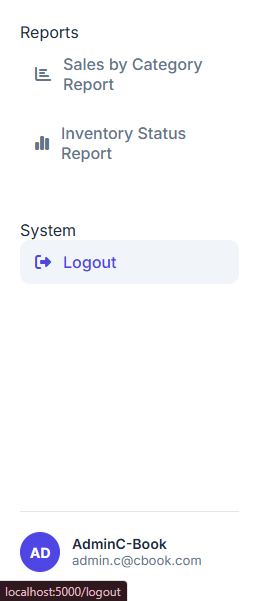 Reports
Sales by Category
Report
Inventory Status
Report
System
Logout
AD
AdminC-Book
admin.c@cbook.com
localhost:5000/logout